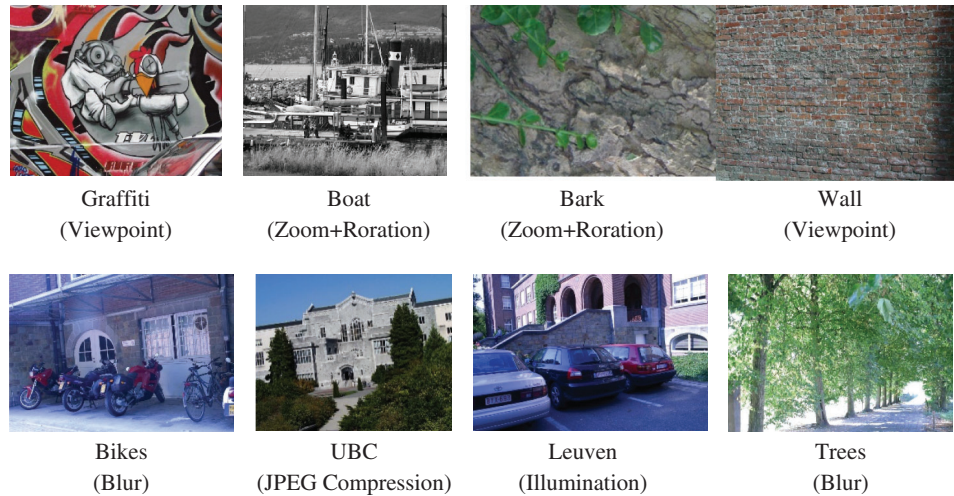 Graffiti
(Viewpoint)
Boat
(Zoom+Roration)
Bark
(Zoom+Roration)
Wall
(Viewpoint)
Bikes
(Blur)
UBC
(JPEG Compression)
Leuven
(Illumination)
Trees
(Blur)